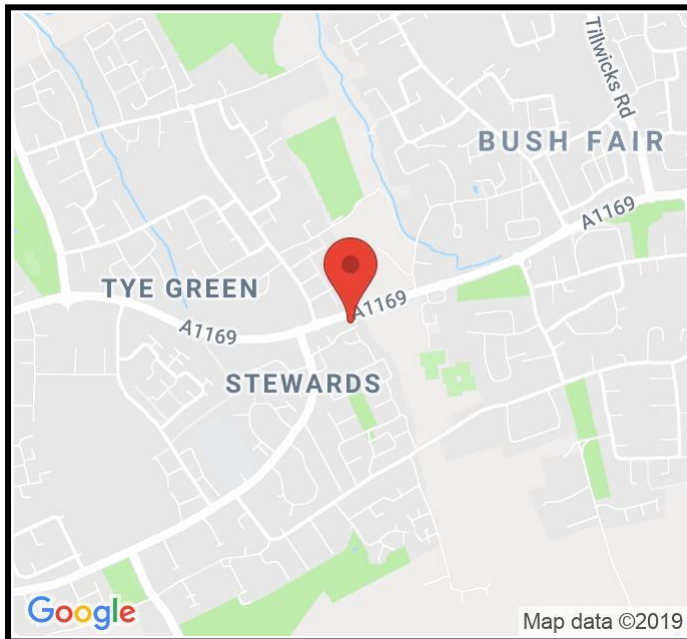 Tillwicks Rd
BUSH FAIR
A1169
TYE GREEN
A1169
A1169
STEWARDS
Google
Map data ©2019